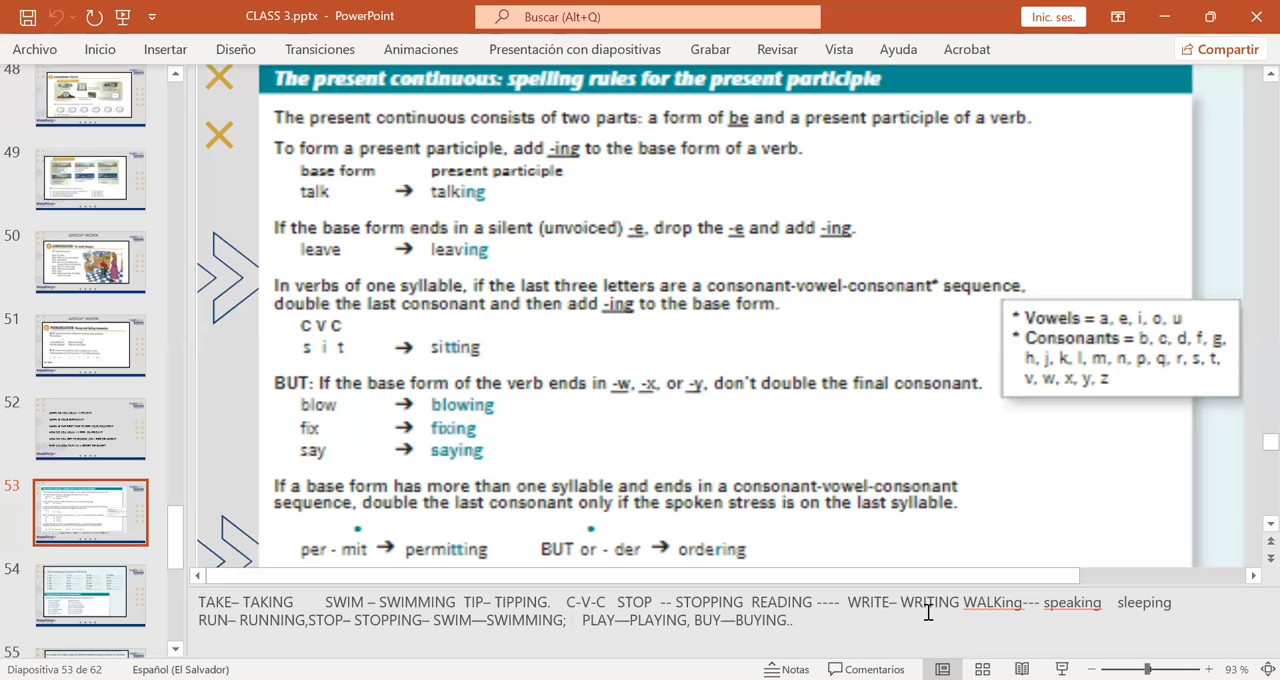 CLASS 3.pptx - PowerPoint
Buscar (Alt+Q)
Inic. ses.
Archivo Inicio Insertar Diseño Transiciones Animaciones Presentación con diapositivas Grabar Revisar Vista Ayuda Acrobat Compartir
48
49
50
51
52
53
54
55
The present continuous: spelling rules for the present participle
The present continuous consists of two parts: a form of be and a present participle of a verb.
To form a present participle, add -ing to the base form of a verb.
base form present participle
talk → talking
If the base form ends in a silent (unvoiced) -e, drop the -e and add -ing.
leave → leaving
In verbs of one syllable, if the last three letters are a consonant-vowel-consonant* sequence,
double the last consonant and then add -ing to the base form.
C V C
s i t → sitting
* Vowels = a, e, i, o, u
* Consonants = b, c, d, f, g,
h, j, k, l, m, n, p, q, r, s, t,
v, w, x, y, z
BUT: If the base form of the verb ends in -w, -x, or -y, don't double the final consonant.
blow → blowing
fix → fixing
say → saying
If a base form has more than one syllable and ends in a consonant-vowel-consonant
sequence, double the last consonant only if the spoken stress is on the last syllable.
per - mit → permitting BUT or - der → ordering
TAKE– TAKING SWIM – SWIMMING TIP– TIPPING. C-V-C STOP -- STOPPING READING ---- WRITE– WRITING WALKing--- speaking sleeping
RUN– RUNNING,STOP– STOPPING– SWIM—SWIMMING; PLAY—PLAYING, BUY—BUYING..
Diapositiva 53 de 62 Español (El Salvador) Notas Comentarios 93 %